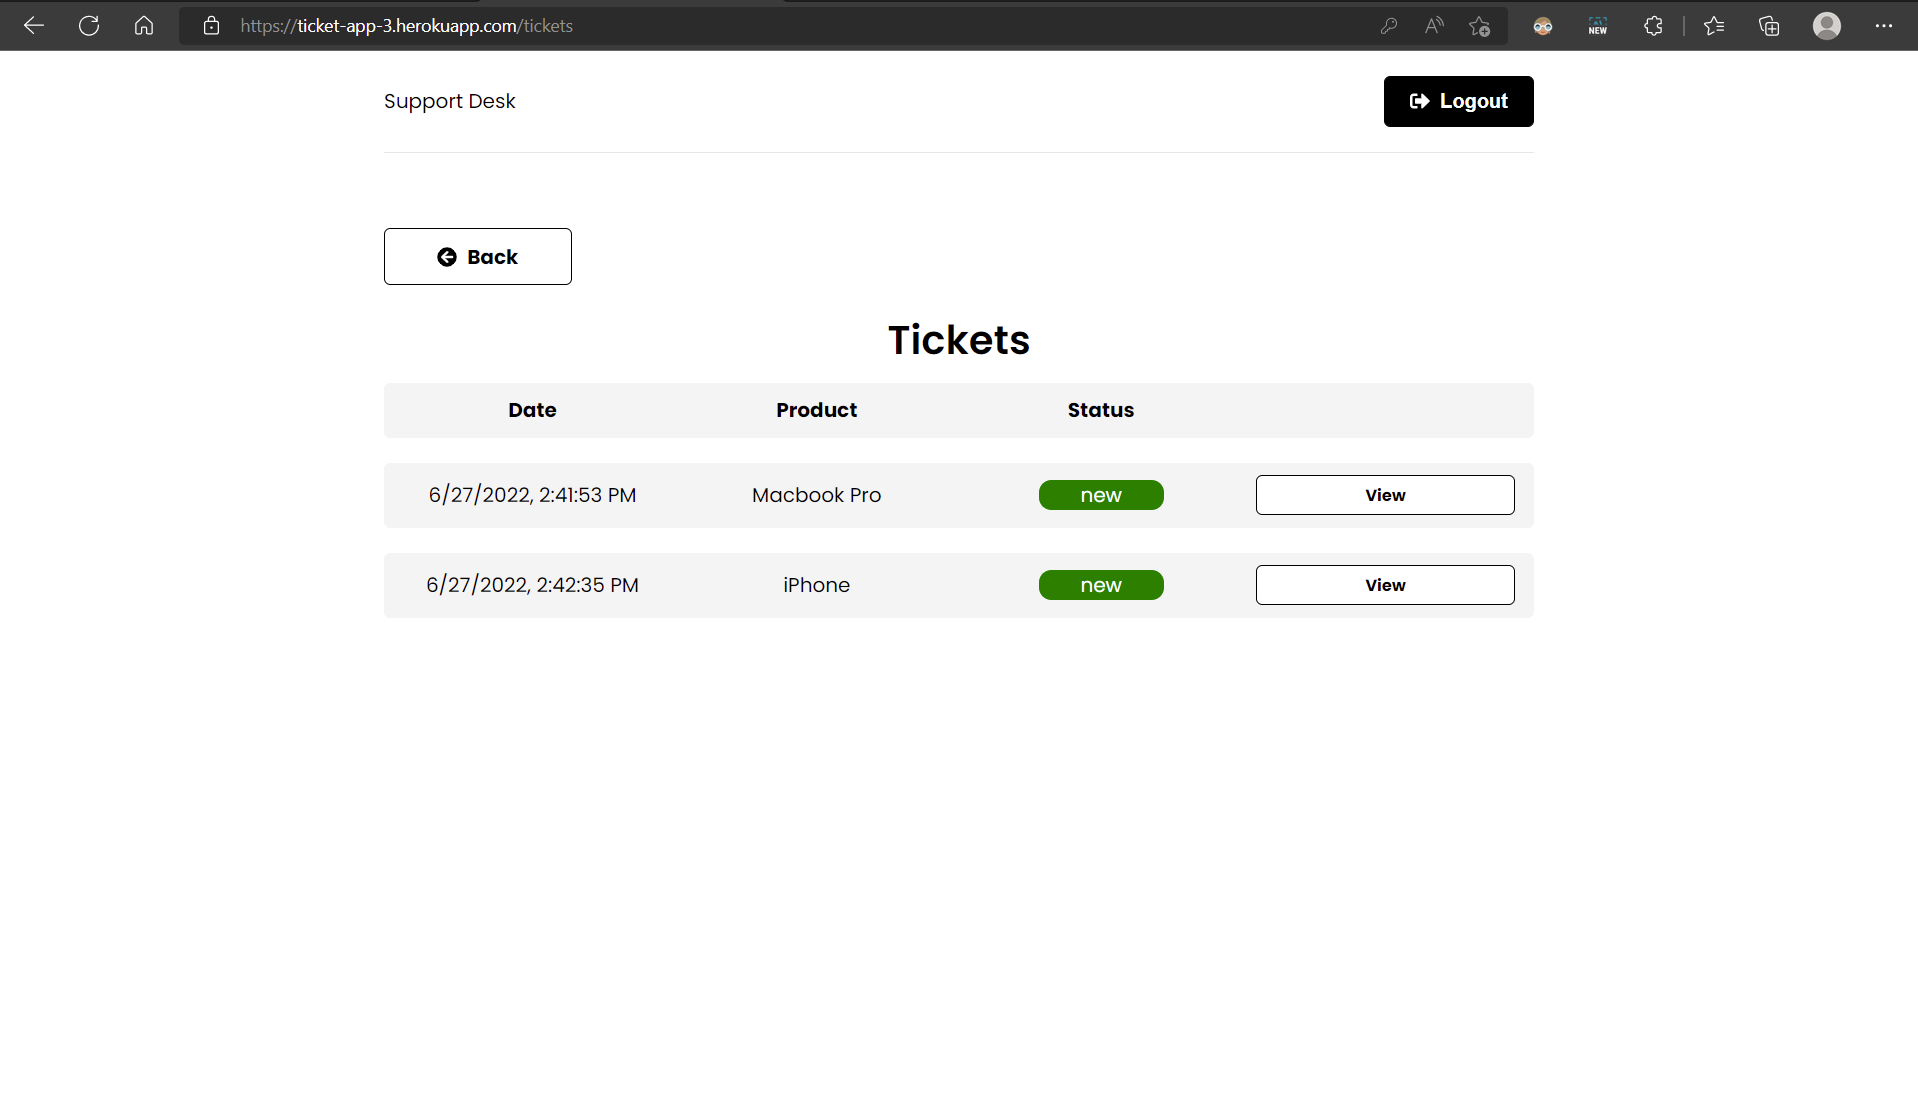 https://ticket-app-3.herokuapp.com/tickets
NEW
Support Desk
Logout
Back
Tickets
Date Product Status
6/27/2022, 2:41:53 PM Macbook Pro new View
6/27/2022, 2:42:35 PM iPhone new View